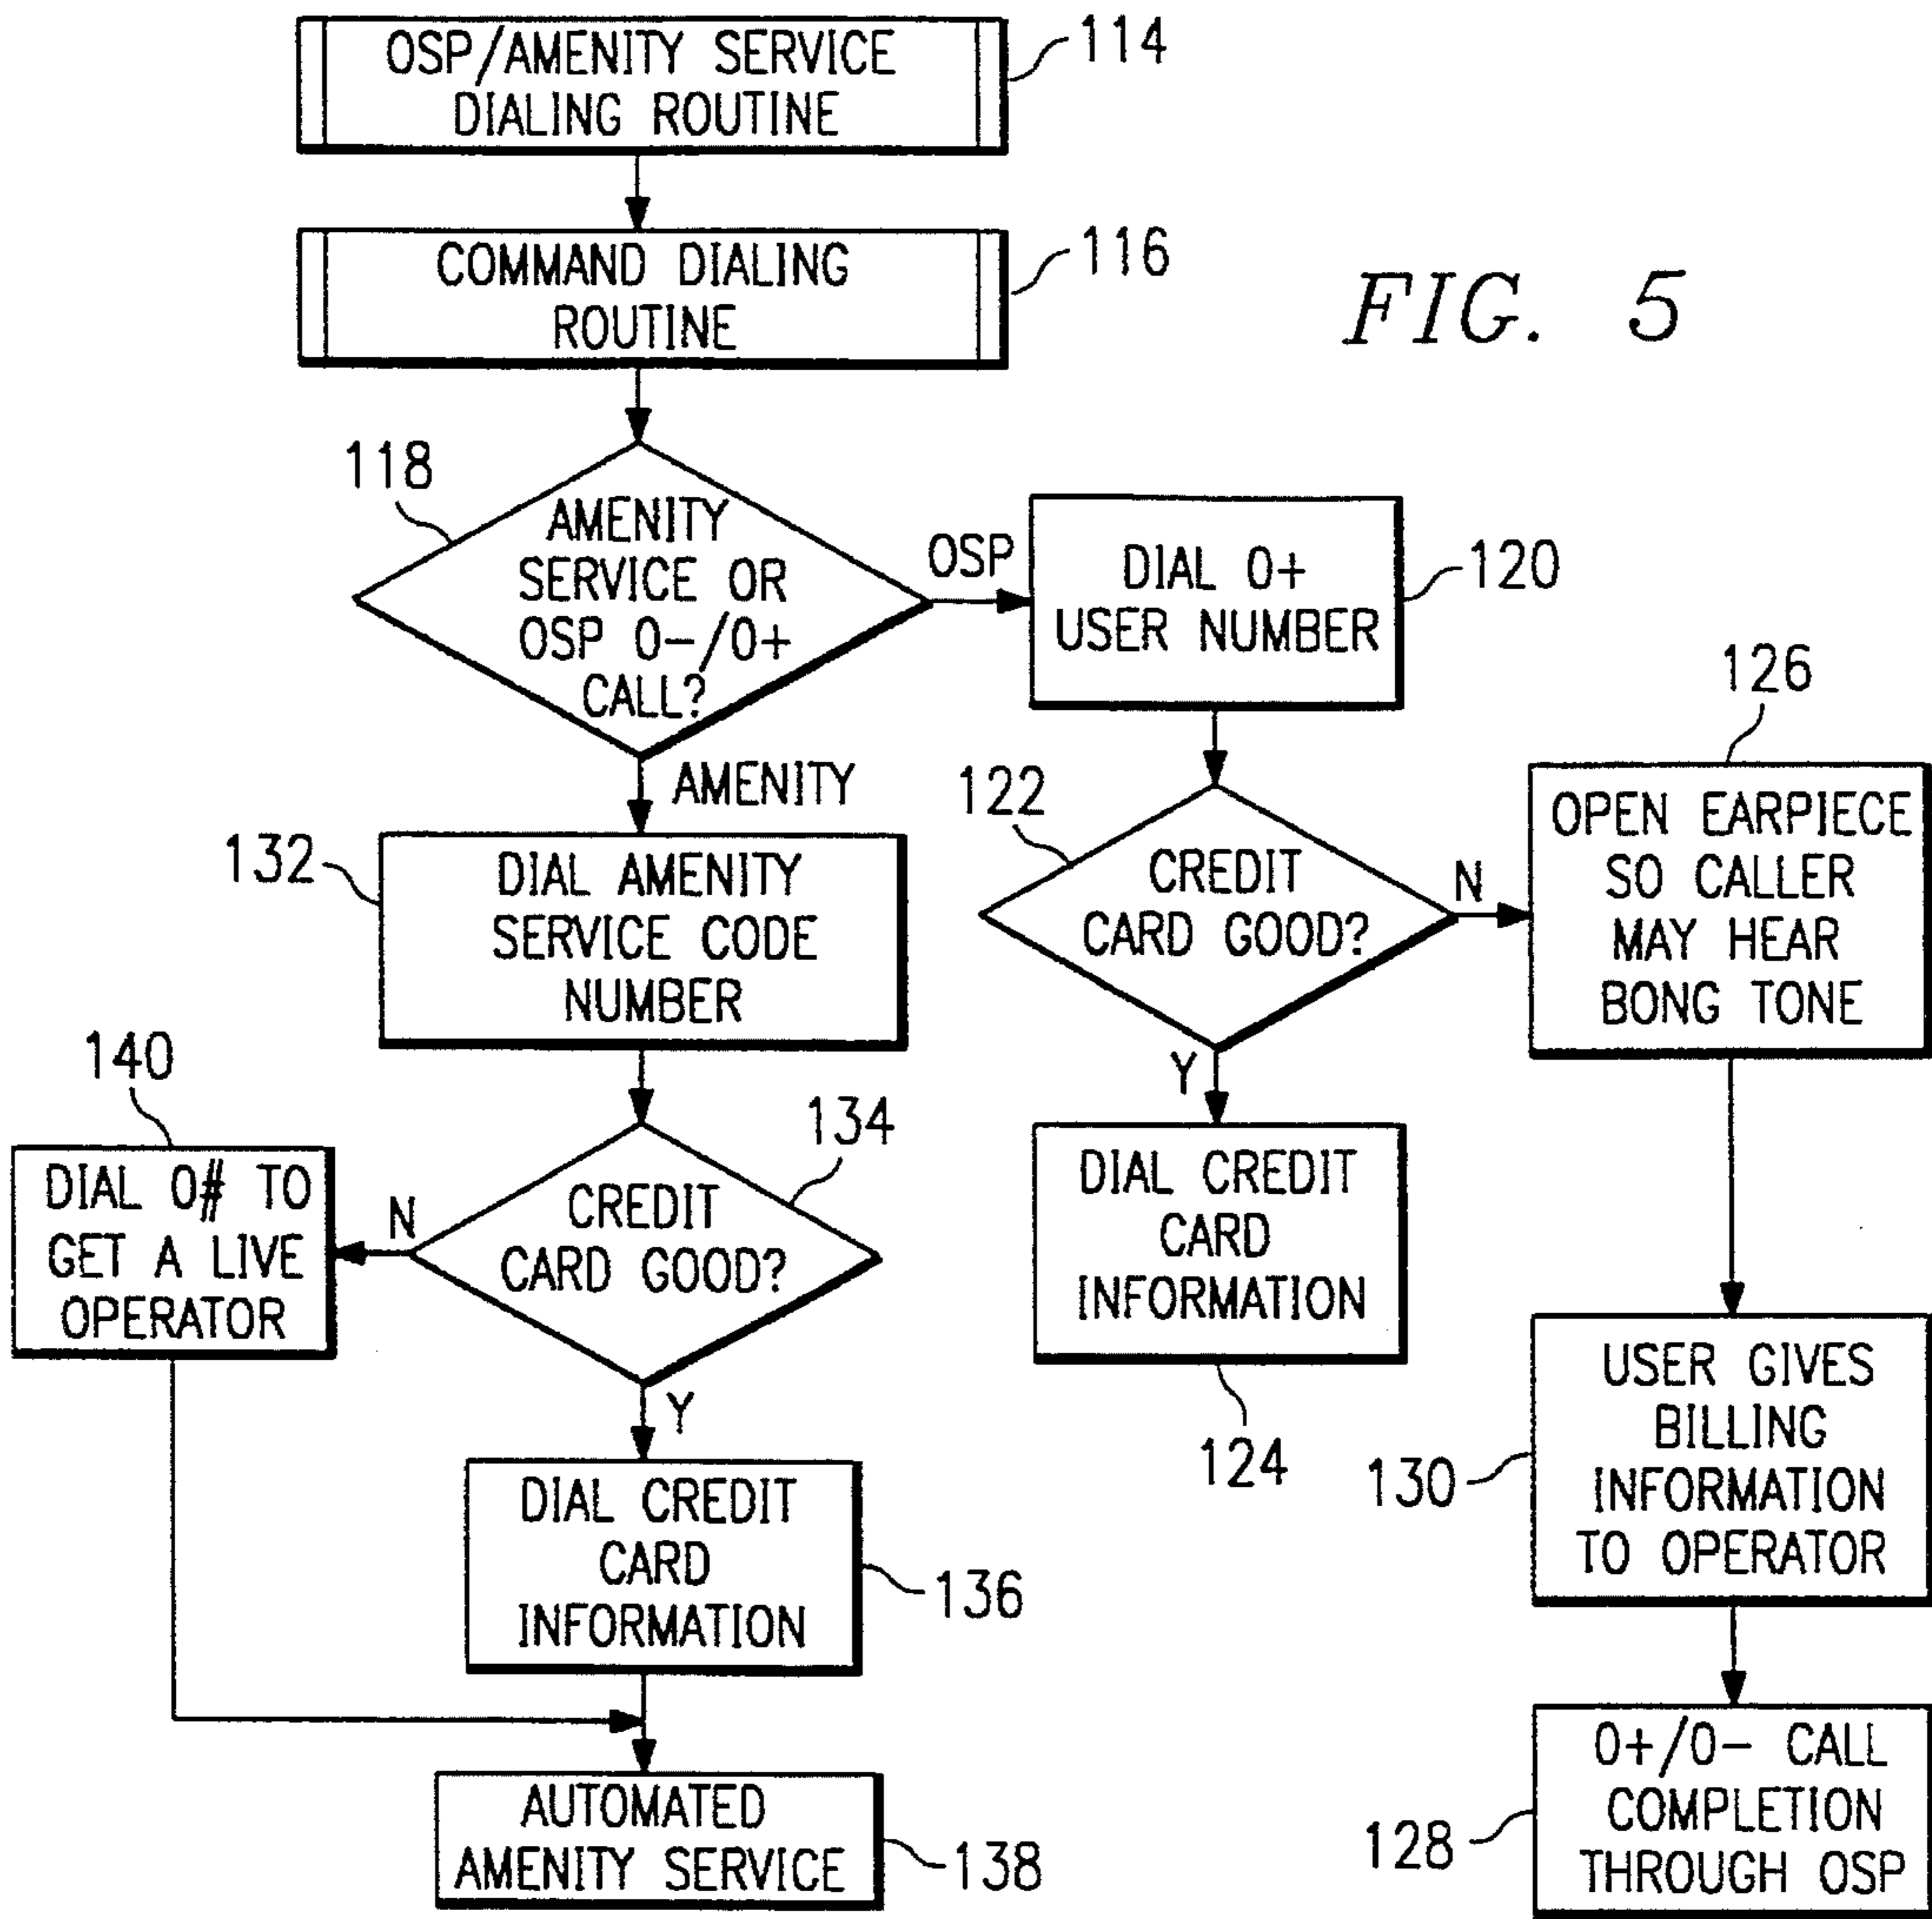 OSP/AMENITY SERVICE
DIALING ROUTINE
114
COMMAND DIALING
ROUTINE
116
FIG. 5
118
AMENITY
SERVICE OR
OSP 0-/0+
CALL?
OSP
DIAL 0+
USER NUMBER
120
AMENITY
122
CREDIT
CARD GOOD?
N
126
OPEN EARPIECE
SO CALLER
MAY HEAR
BONG TONE
132
DIAL AMENITY
SERVICE CODE
NUMBER
Y
140
DIAL 0# TO
GET A LIVE
OPERATOR
N
134
CREDIT
CARD GOOD?
DIAL CREDIT
CARD
INFORMATION
124
Y
USER GIVES
BILLING
INFORMATION
TO OPERATOR
130
DIAL CREDIT
CARD
INFORMATION
136
AUTOMATED
AMENITY SERVICE
138
0+/0- CALL
COMPLETION
THROUGH OSP
128